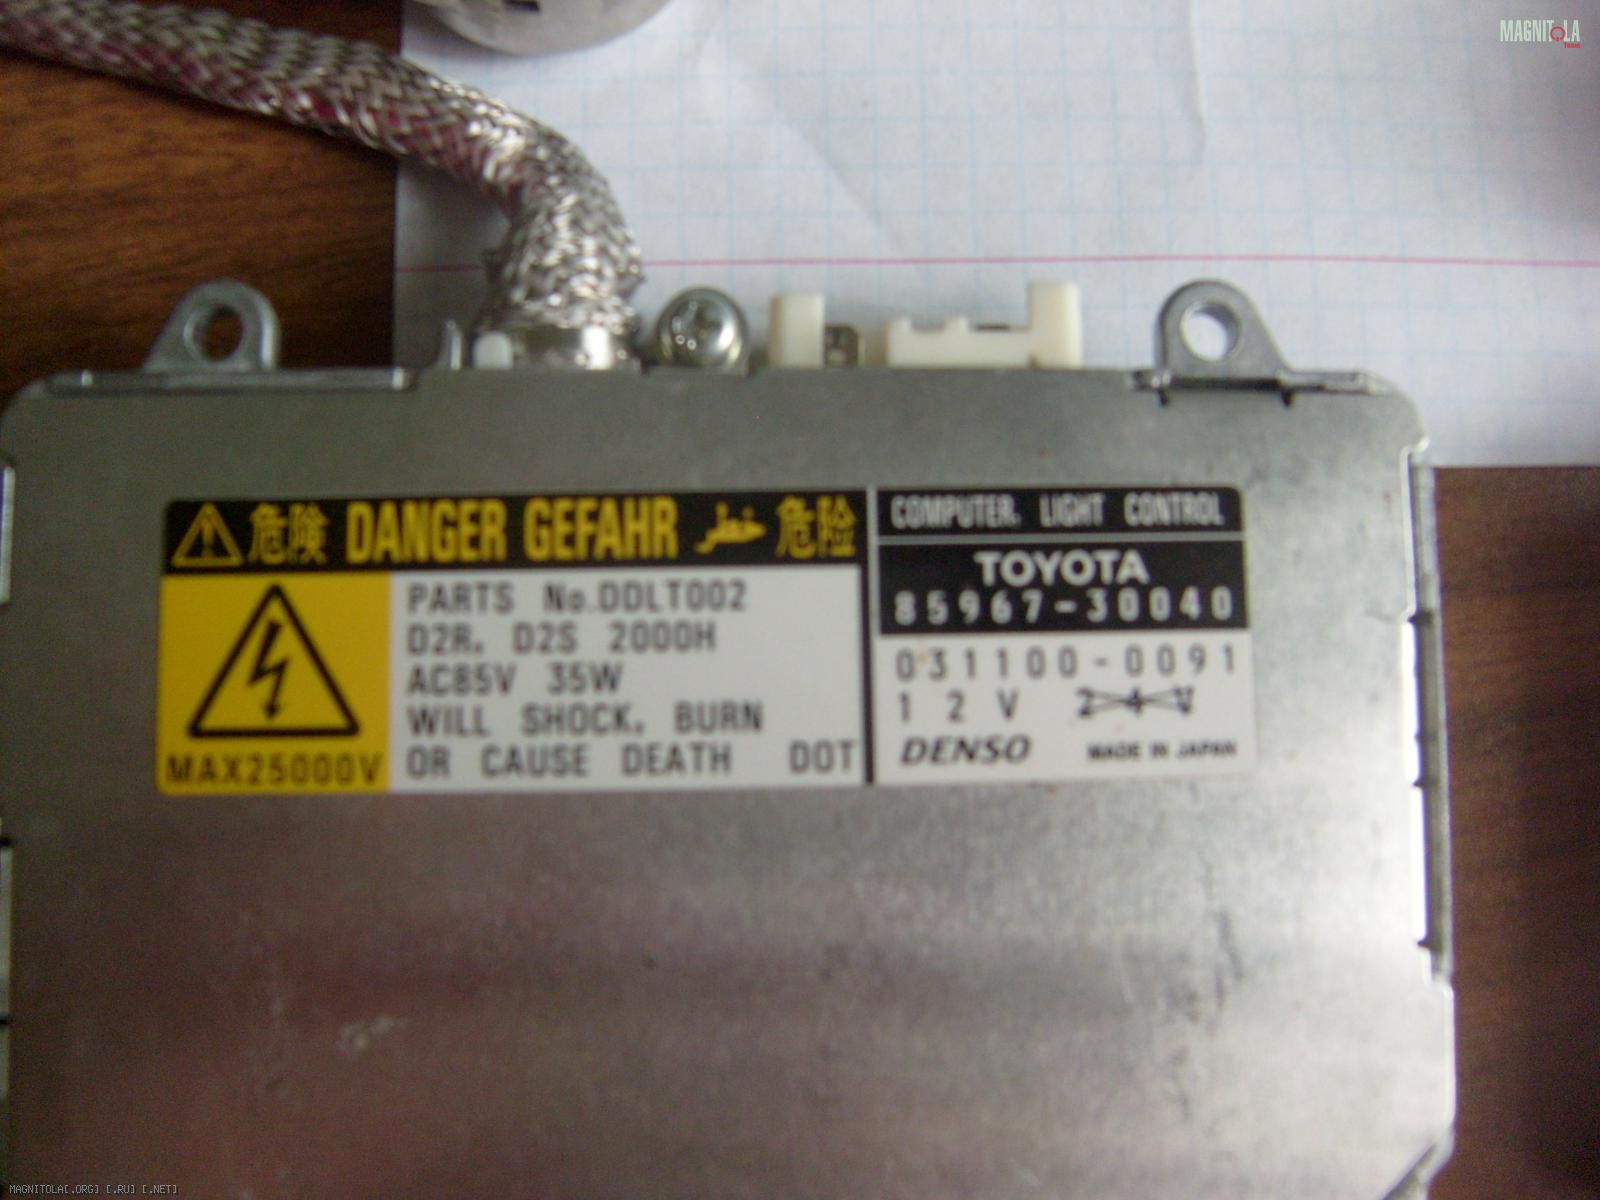 MAGNITOLA
Team
危険 DANGER GEFAHR خطر 危险
PARTS No.DDLT002
D2R, D2S 2000H
AC85V 35W
WILL SHOCK, BURN
OR CAUSE DEATH DOT
MAX25000V
COMPUTER, LIGHT CONTROL
TOYOTA
85967-30040
031100-0091
12V 24V
DENSO MADE IN JAPAN
MAGNITOLA[.ORG] [.RU] [.NET]